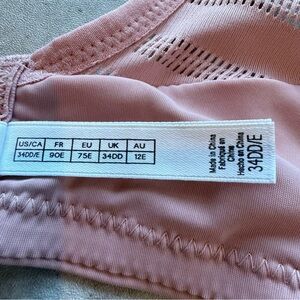 US/CA FR EU UK AU
34DD/E 90E 75E 34DD 12E
Made in China
Fabriqué en
Chine
Hecho en China
34DD/E